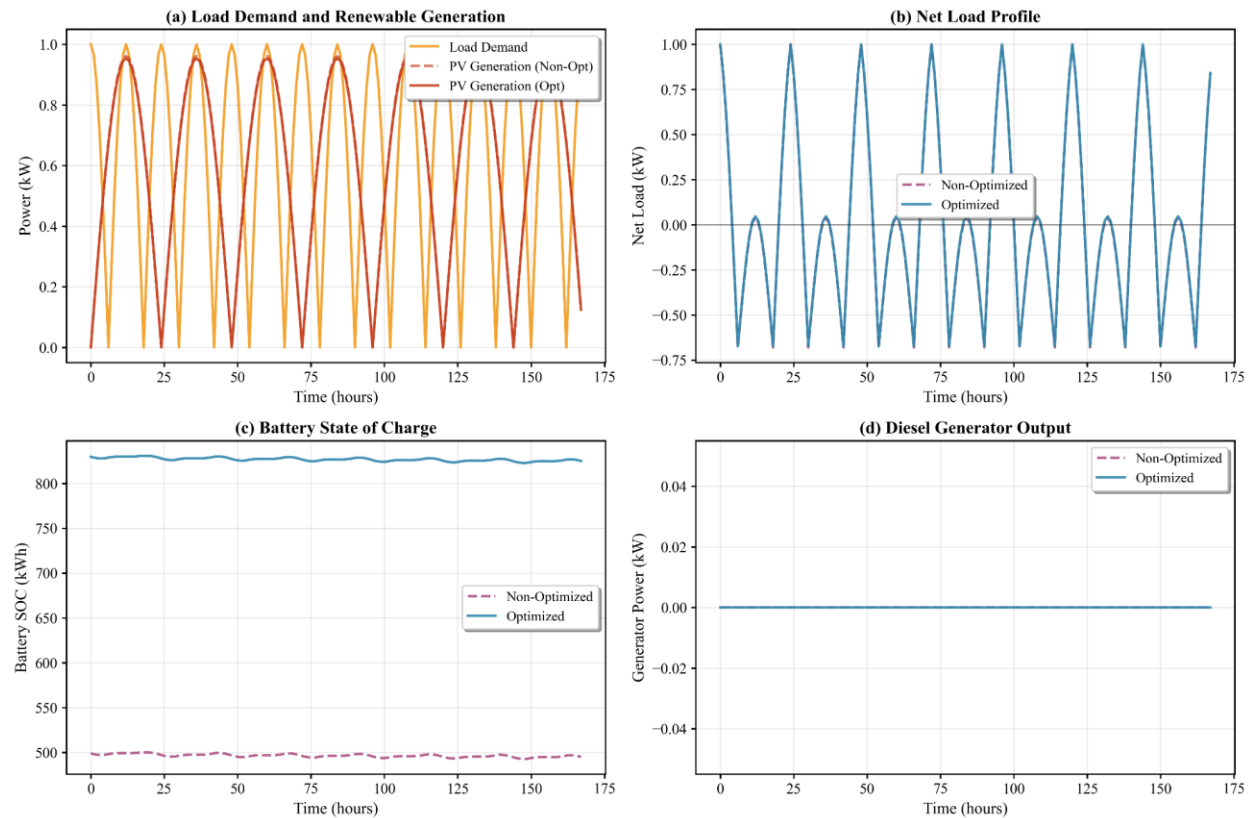 (a) Load Demand and Renewable Generation
Load Demand
PV Generation (Non-Opt)
PV Generation (Opt)
1.0
0.8
0.6
0.4
0.2
0.0
Power (kW)
0 25 50 75 100 125 150 175
Time (hours)
(b) Net Load Profile
Non-Optimized
Optimized
1.00
0.75
0.50
0.25
0.00
−0.25
−0.50
−0.75
Net Load (kW)
0 25 50 75 100 125 150 175
Time (hours)
(c) Battery State of Charge
Non-Optimized
Optimized
800
750
700
650
600
550
500
Battery SOC (kWh)
0 25 50 75 100 125 150 175
Time (hours)
(d) Diesel Generator Output
Non-Optimized
Optimized
0.04
0.02
0.00
−0.02
−0.04
Generator Power (kW)
0 25 50 75 100 125 150 175
Time (hours)